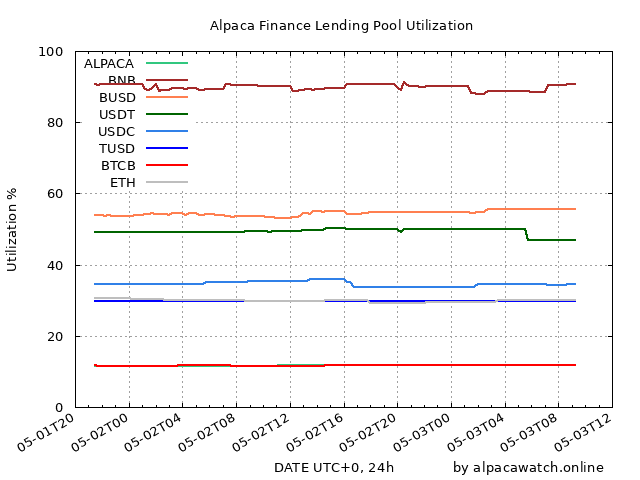 Alpaca Finance Lending Pool Utilization
Utilization %
100
80
60
40
20
0
ALPACA
BNB
BUSD
USDT
USDC
TUSD
BTCB
ETH
05-01T20
05-02T00
05-02T04
05-02T08
05-02T12
05-02T16
05-02T20
05-03T00
05-03T04
05-03T08
05-03T12
DATE UTC+0, 24h
by alpacawatch.online